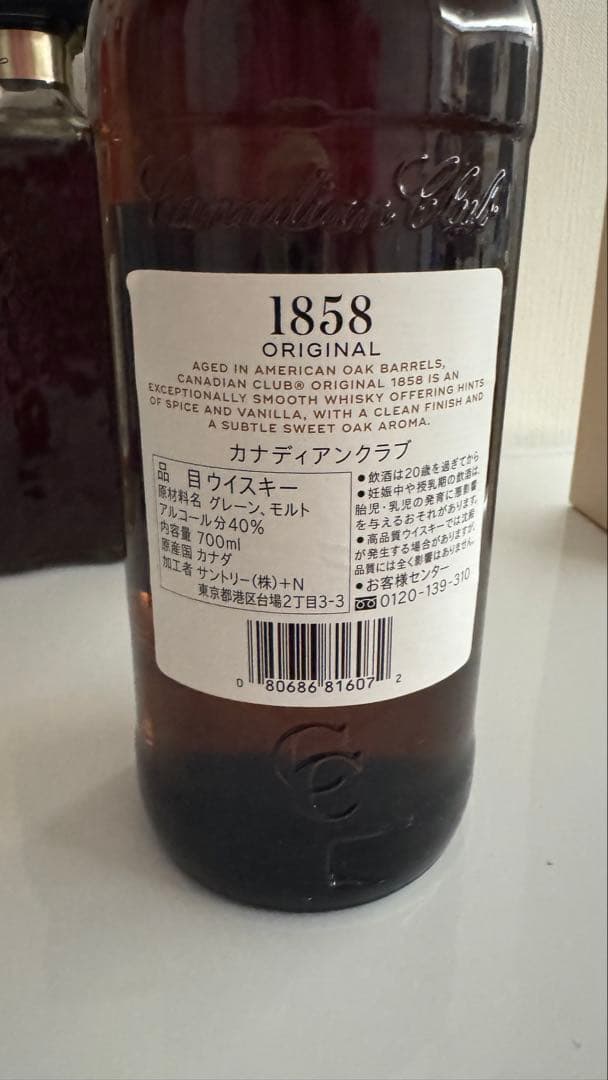 Canadian Club
1858
ORIGINAL
AGED IN AMERICAN OAK BARRELS,
CANADIAN CLUB® ORIGINAL 1858 IS AN
EXCEPTIONALLY SMOOTH WHISKY OFFERING HINTS
OF SPICE AND VANILLA, WITH A CLEAN FINISH AND
A SUBTLE SWEET OAK AROMA.
カナディアンクラブ
品 目 ウイスキー
原材料名 グレーン、モルト
アルコール分 40%
内容量 700ml
原産国 カナダ
加工者 サントリー(株)+N
東京都港区台場2丁目3-3
●飲酒は20歳を過ぎてから
●妊娠中や授乳期の飲酒は、
胎児・乳児の発育に悪影響
を与えるおそれがあります。
●高品質ウイスキーでは沈殿
が発生する場合がありますが、
品質には全く影響はありません。
●お客様センター
0120-139-310
0 80686 81607 2
CC